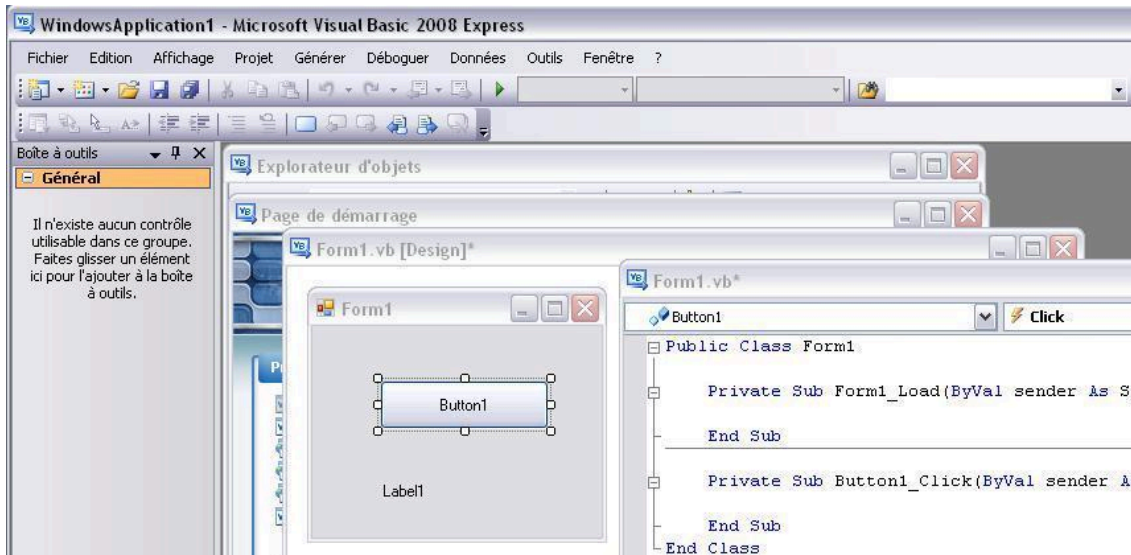 WindowsApplication1 - Microsoft Visual Basic 2008 Express
Fichier Edition Affichage Projet Générer Déboguer Données Outils Fenêtre ?
Boîte à outils
Général
Il n'existe aucun contrôle
utilisable dans ce groupe.
Faites glisser un élément
ici pour l'ajouter à la boîte
à outils.
Explorateur d'objets
Page de démarrage
Form1.vb [Design]*
Form1
Button1
Label1
Form1.vb*
Button1 Click
Public Class Form1
Private Sub Form1_Load(ByVal sender As S
End Sub
Private Sub Button1_Click(ByVal sender A
End Sub
End Class